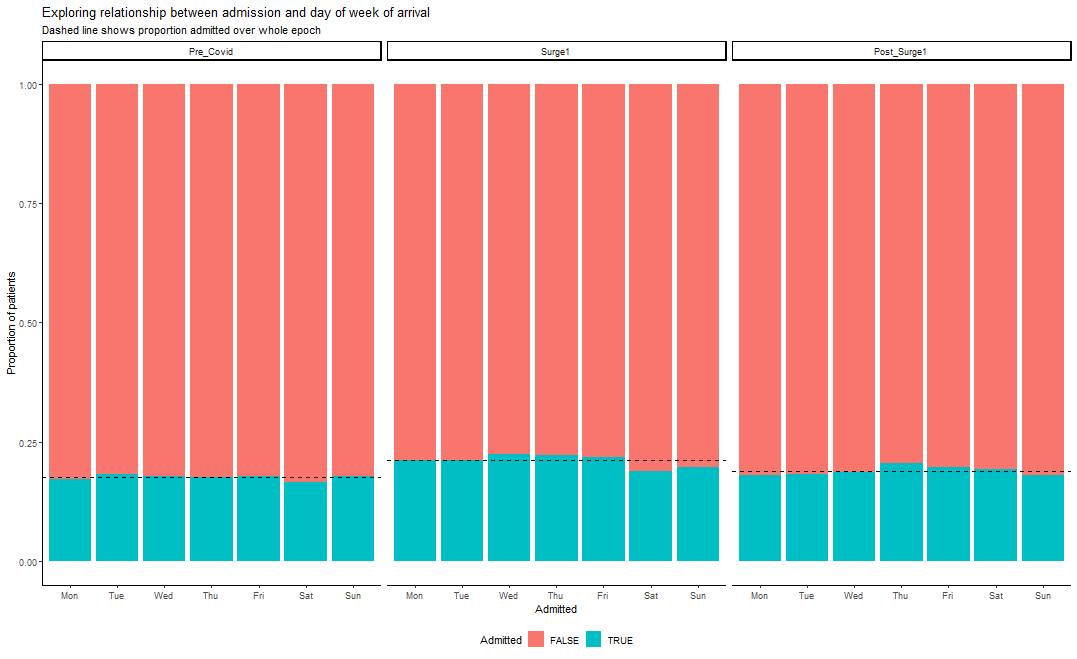 Exploring relationship between admission and day of week of arrival
Dashed line shows proportion admitted over whole epoch
Pre_Covid Surge1 Post_Surge1
Proportion of patients
1.00
0.75
0.50
0.25
0.00
Mon Tue Wed Thu Fri Sat Sun Mon Tue Wed Thu Fri Sat Sun Mon Tue Wed Thu Fri Sat Sun
Admitted
Admitted FALSE TRUE